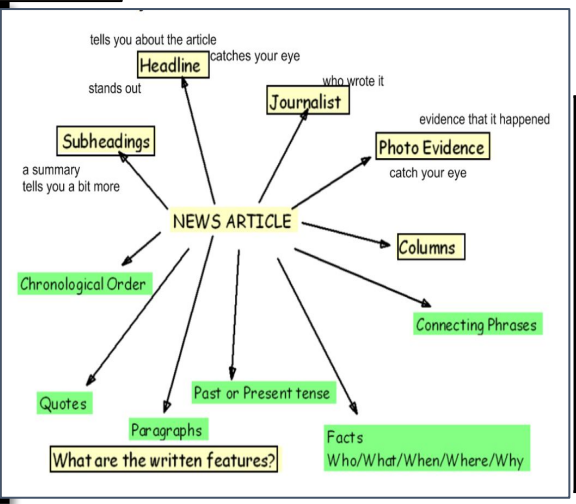 tells you about the article
Headline
catches your eye
stands out
who wrote it
Journalist
evidence that it happened
Subheadings
Photo Evidence
a summary
tells you a bit more
catch your eye
NEWS ARTICLE
Columns
Chronological Order
Connecting Phrases
Past or Present tense
Quotes
Paragraphs
Facts
Who/What/When/Where/Why
What are the written features?